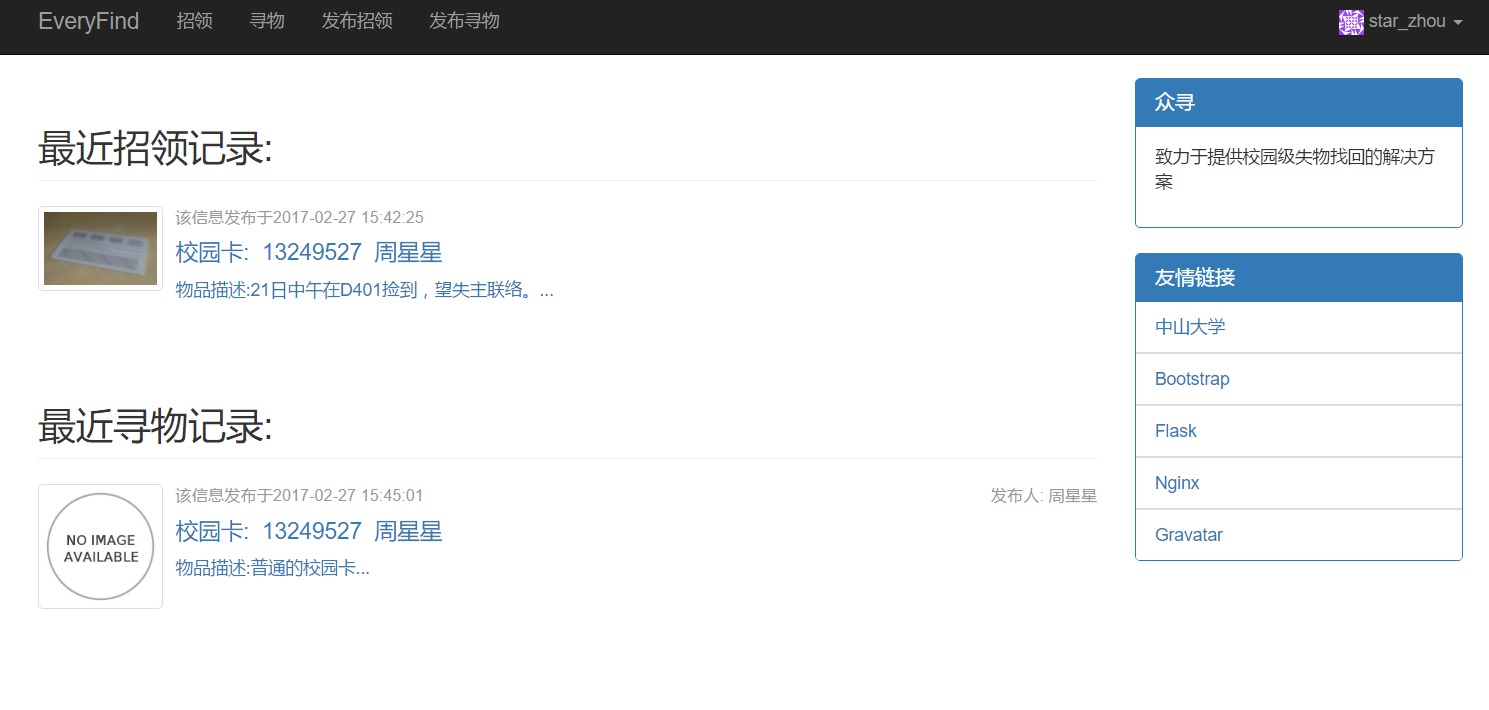 EveryFind 招领 寻物 发布招领 发布寻物 star_zhou
最近招领记录:
该信息发布于2017-02-27 15:42:25
校园卡: 13249527 周星星
物品描述:21日中午在D401捡到，望失主联络。...
最近寻物记录:
该信息发布于2017-02-27 15:45:01 发布人: 周星星
NO IMAGE
AVAILABLE
校园卡: 13249527 周星星
物品描述:普通的校园卡...
众寻
致力于提供校园级失物找回的解决方
案
友情链接
中山大学
Bootstrap
Flask
Nginx
Gravatar